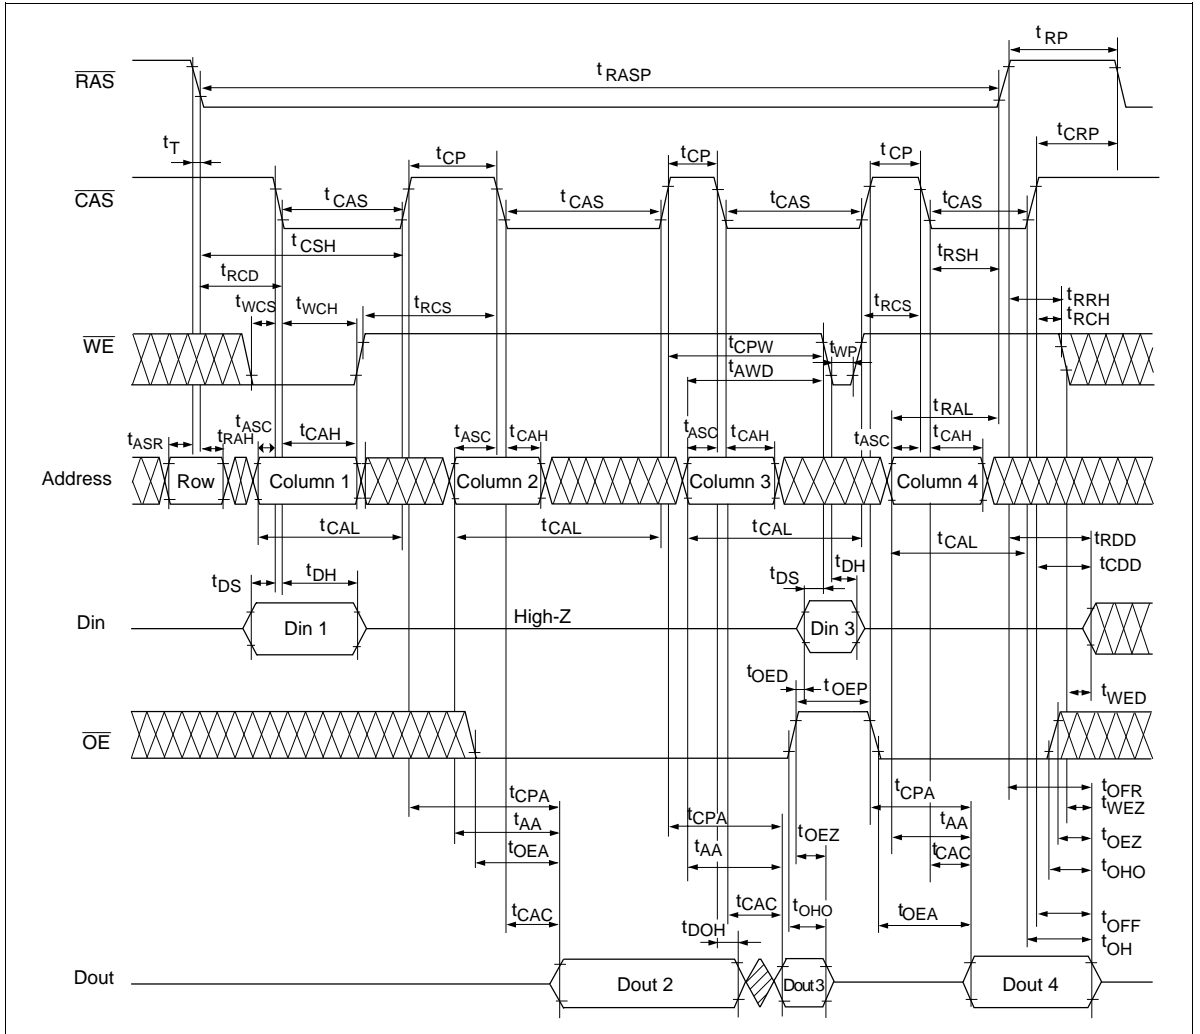 tRP
RAS
tRASP
tT
tCRP
tCP tCP tCP
CAS
tCAS tCAS tCAS tCAS
tCSH
tRSH
tRCD
tWCS tWCH tRCS tRCS tRRH
tRCH
WE
tCPW tWP
tAWD
tRAL
tASR tRAH tASC tCAH tASC tCAH tASC tCAH tASC tCAH
Address Row Column 1 Column 2 Column 3 Column 4
tCAL tCAL tCAL tCAL tRDD
tCDD
tDS tDH tDS tDH
Din Din 1 High-Z Din 3
tOED tOEP tWED
OE
tCPA tCPA tOFR
tWEZ
tAA tCPA tOEZ tAA tOEZ
tOEA tAA tCAC tOHO
tCAC tDOH tCAC tOHO tOEA tOFF
tOH
Dout Dout 2 Dout3 Dout 4